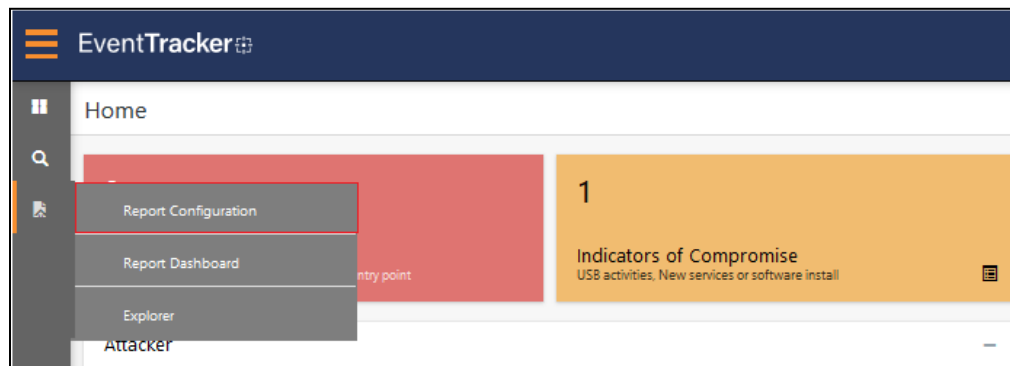 EventTracker
Home
1
Report Configuration
Indicators of Compromise
Report Dashboard
ntry point
USB activities, New services or software install
Explorer
Attacker